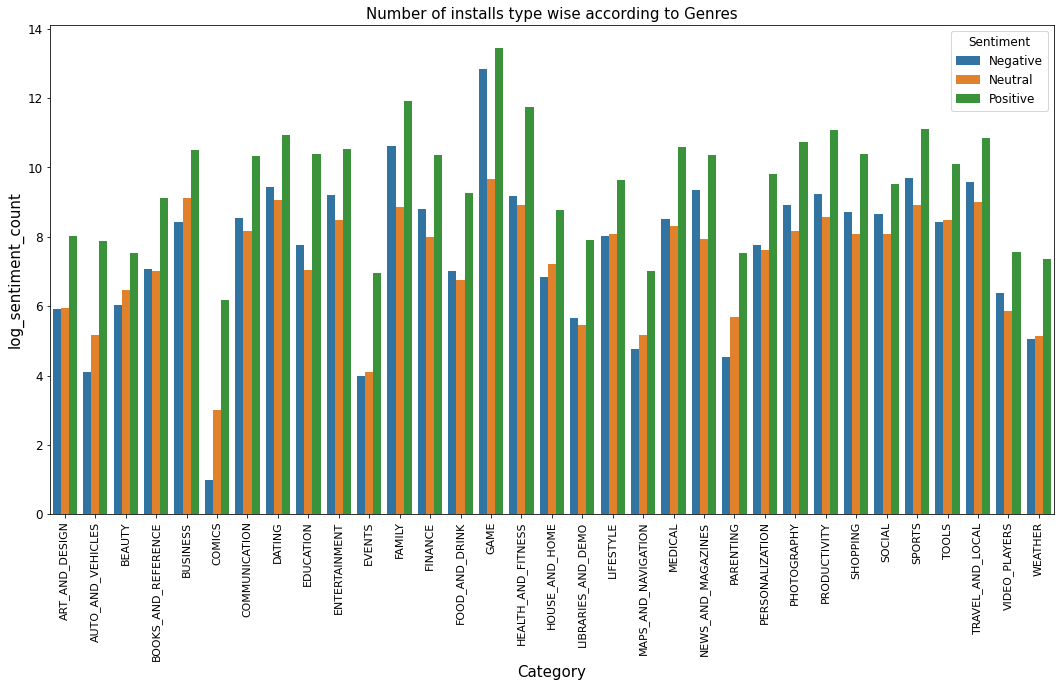 Number of installs type wise according to Genres
Sentiment
Negative
Neutral
Positive
log_sentiment_count
14
12
10
8
6
4
2
0
ART_AND_DESIGN
AUTO_AND_VEHICLES
BEAUTY
BOOKS_AND_REFERENCE
BUSINESS
COMICS
COMMUNICATION
DATING
EDUCATION
ENTERTAINMENT
EVENTS
FAMILY
FINANCE
FOOD_AND_DRINK
GAME
HEALTH_AND_FITNESS
HOUSE_AND_HOME
LIBRARIES_AND_DEMO
LIFESTYLE
MAPS_AND_NAVIGATION
MEDICAL
NEWS_AND_MAGAZINES
PARENTING
PERSONALIZATION
PHOTOGRAPHY
PRODUCTIVITY
SHOPPING
SOCIAL
SPORTS
TOOLS
TRAVEL_AND_LOCAL
VIDEO_PLAYERS
WEATHER
Category